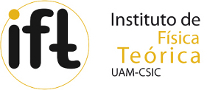 ift
Instituto de
Física
Teórica
UAM-CSIC